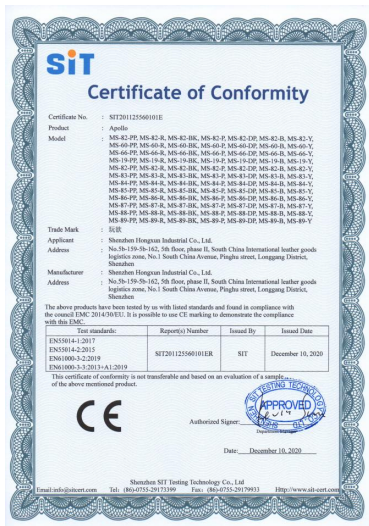 SiT
Certificate of Conformity
Certificate No. : SIT201125560101E
Product : Apollo
Model : MS-82-PP, MS-82-R, MS-82-BK, MS-82-P, MS-82-DP, MS-82-B, MS-82-Y,
MS-60-PP, MS-60-R, MS-60-BK, MS-60-P, MS-60-DP, MS-60-B, MS-60-Y,
MS-66-PP, MS-66-R, MS-66-BK, MS-66-P, MS-66-DP, MS-66-B, MS-66-Y,
MS-19-PP, MS-19-R, MS-19-BK, MS-19-P, MS-19-DP, MS-19-B, MS-19-Y,
MS-82-PP, MS-82-R, MS-82-BK, MS-82-P, MS-82-DP, MS-82-B, MS-82-Y,
MS-83-PP, MS-83-R, MS-83-BK, MS-83-P, MS-83-DP, MS-83-B, MS-83-Y,
MS-84-PP, MS-84-R, MS-84-BK, MS-84-P, MS-84-DP, MS-84-B, MS-84-Y,
MS-85-PP, MS-85-R, MS-85-BK, MS-85-P, MS-85-DP, MS-85-B, MS-85-Y,
MS-86-PP, MS-86-R, MS-86-BK, MS-86-P, MS-86-DP, MS-86-B, MS-86-Y,
MS-87-PP, MS-87-R, MS-87-BK, MS-87-P, MS-87-DP, MS-87-B, MS-87-Y,
MS-88-PP, MS-88-R, MS-88-BK, MS-88-P, MS-88-DP, MS-88-B, MS-88-Y,
MS-89-PP, MS-89-R, MS-89-BK, MS-89-P, MS-89-DP, MS-89-B, MS-89-Y
Trade Mark : 玩歆
Applicant : Shenzhen Hongxun Industrial Co., Ltd.
Address : No.5b-159-5b-162, 5th floor, phase II, South China International leather goods
logistics zone, No.1 South China Avenue, Pinghu street, Longgang District,
Shenzhen
Manufacturer : Shenzhen Hongxun Industrial Co., Ltd.
Address : No.5b-159-5b-162, 5th floor, phase II, South China International leather goods
logistics zone, No.1 South China Avenue, Pinghu street, Longgang District,
Shenzhen
The above products have been tested by us with listed standards and found in compliance with
the council EMC 2014/30/EU. It is possible to use CE marking to demonstrate the compliance
with this EMC.
Test standards: Report(s) Number Issued By Issued Date
EN55014-1:2017
EN55014-2:2015
EN61000-3-2:2019
EN61000-3-3:2013+A1:2019
SIT201125560101ER SIT December 10, 2020
This certificate of conformity is not transferable and based on an evaluation of a sample
of the above mentioned product.
CE
SIT TESTING TECHNOLOGY
APPROVED
Authorized Signer:
Department Manager
Date: December 10, 2020
Shenzhen SIT Testing Technology Co., Ltd
Email:info@sitcert.com Tel: (86)-0755-29173399 Fax: (86)-0755-29179933 Http://www.sit-cert.com